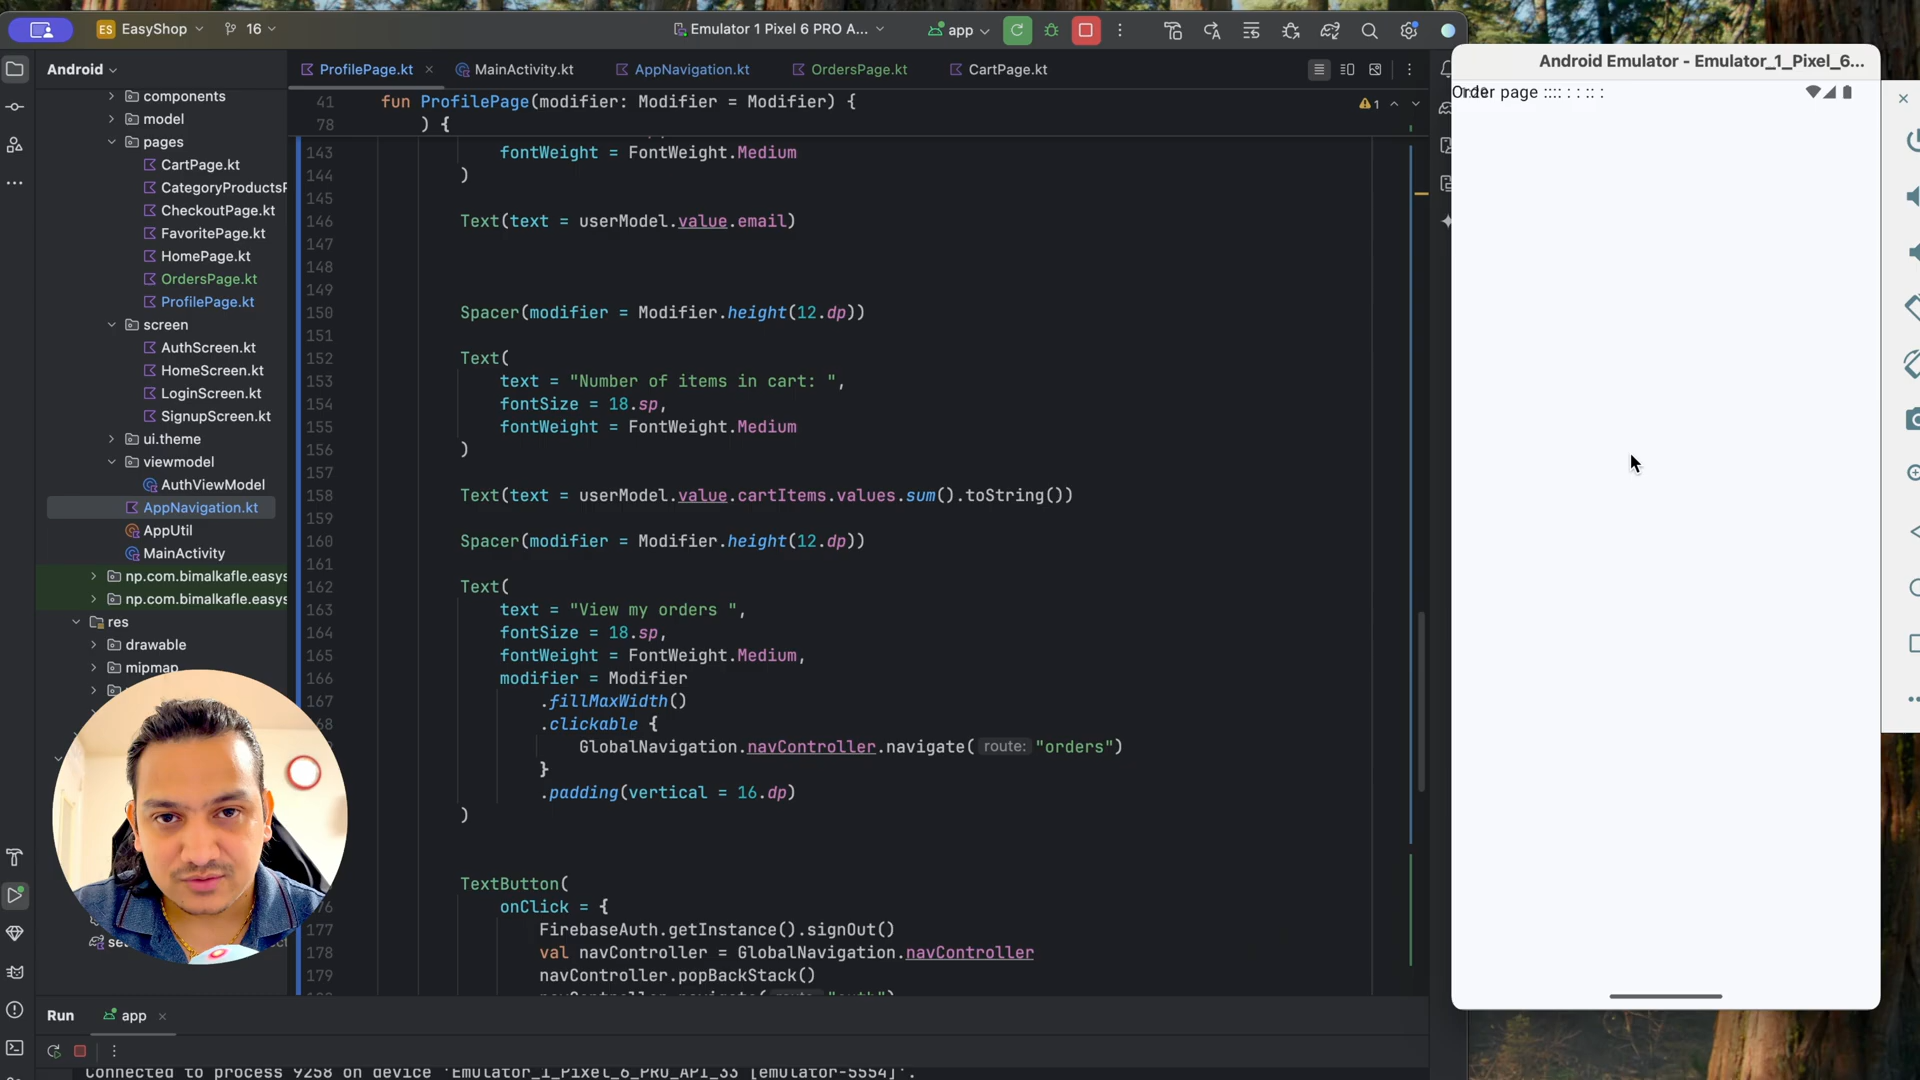 ES EasyShop
16
Emulator 1 Pixel 6 PRO A...
app
Android
ProfilePage.kt
MainActivity.kt
AppNavigation.kt
OrdersPage.kt
CartPage.kt
components
model
pages
CartPage.kt
CategoryProductsP
CheckoutPage.kt
FavoritePage.kt
HomePage.kt
OrdersPage.kt
ProfilePage.kt
screen
AuthScreen.kt
HomeScreen.kt
LoginScreen.kt
SignupScreen.kt
ui.theme
viewmodel
AuthViewModel
AppNavigation.kt
AppUtil
MainActivity
np.com.bimalkafle.easys
np.com.bimalkafle.easys
res
drawable
mipmap
41 fun ProfilePage(modifier: Modifier = Modifier) {
78 ) {
1
143 fontWeight = FontWeight.Medium
144 )
145
146 Text(text = userModel.value.email)
147
148
149
150 Spacer(modifier = Modifier.height(12.dp))
151
152 Text(
153 text = "Number of items in cart: ",
154 fontSize = 18.sp,
155 fontWeight = FontWeight.Medium
156 )
157
158 Text(text = userModel.value.cartItems.values.sum().toString())
159
160 Spacer(modifier = Modifier.height(12.dp))
161
162 Text(
163 text = "View my orders ",
164 fontSize = 18.sp,
165 fontWeight = FontWeight.Medium,
166 modifier = Modifier
167 .fillMaxWidth()
68 .clickable {
GlobalNavigation.navController.navigate( route: "orders")
}
.padding(vertical = 16.dp)
)
TextButton(
76 onClick = {
177 FirebaseAuth.getInstance().signOut()
178 val navController = GlobalNavigation.navController
179 navController.popBackStack()
Run
app
Connected to process 9258 on device 'Emulator_1_Pixel_6_PRO_API_33 [emulator-5554]'.
Android Emulator - Emulator_1_Pixel_6...
Order page :::: : : :: :